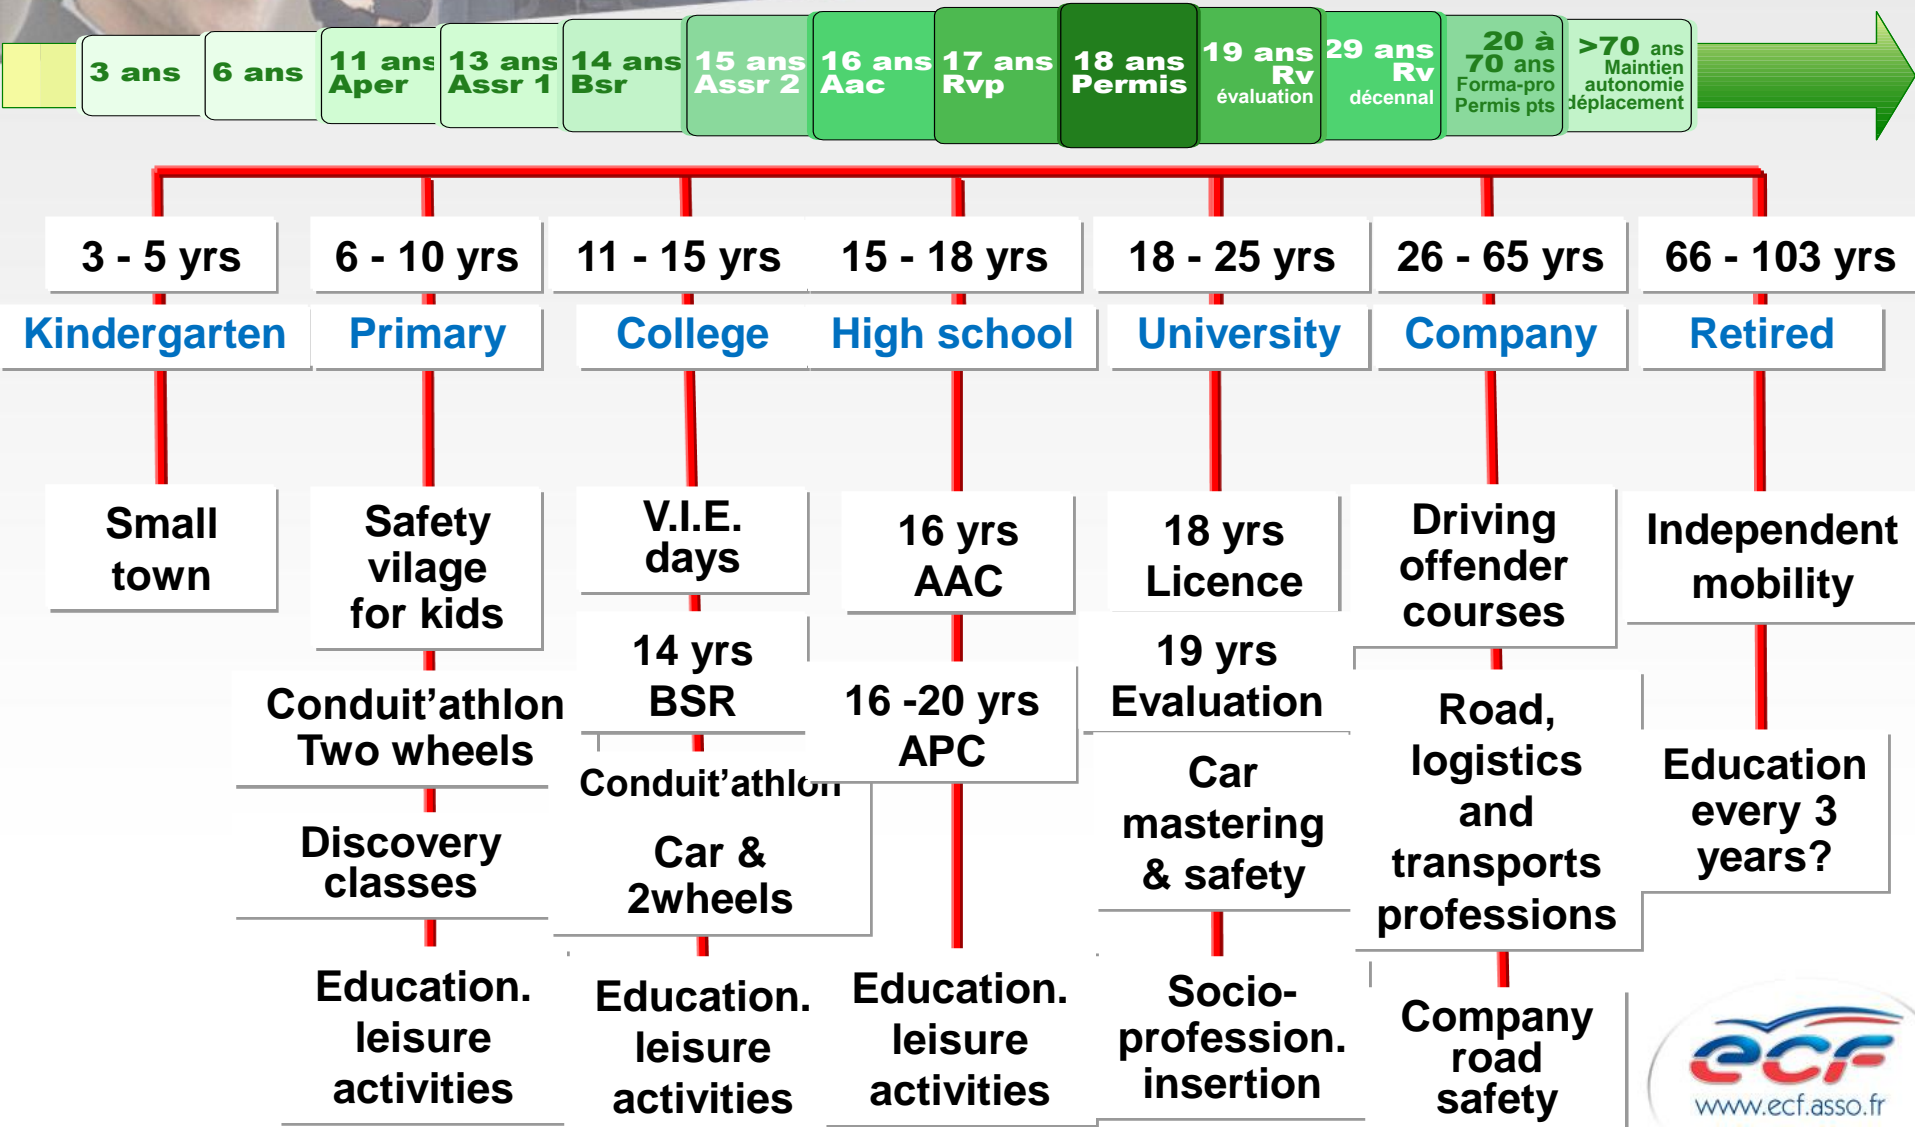 3 ans
6 ans
11 ans
Aper
13 ans
Assr 1
14 ans
Bsr
15 ans
Assr 2
16 ans
Aac
17 ans
Rvp
18 ans
Permis
19 ans
Rv
évaluation
29 ans
Rv
décennal
20 à
70 ans
Forma-pro
Permis pts
>70 ans
Maintien
autonomie
déplacement
3 - 5 yrs
6 - 10 yrs
11 - 15 yrs
15 - 18 yrs
18 - 25 yrs
26 - 65 yrs
66 - 103 yrs
Kindergarten
Primary
College
High school
University
Company
Retired
Small
town
Safety
vilage
for kids
Conduit’athlon
Two wheels
Discovery
classes
Education.
leisure
activities
V.I.E.
days
14 yrs
BSR
Conduit’athlon
Car &
2wheels
Education.
leisure
activities
16 yrs
AAC
16 -20 yrs
APC
Education.
leisure
activities
18 yrs
Licence
19 yrs
Evaluation
Car
mastering
& safety
Socio-
profession.
insertion
Driving
offender
courses
Road,
logistics
and
transports
professions
Company
road
safety
Independent
mobility
Education
every 3
years?
ecf
www.ecf.asso.fr